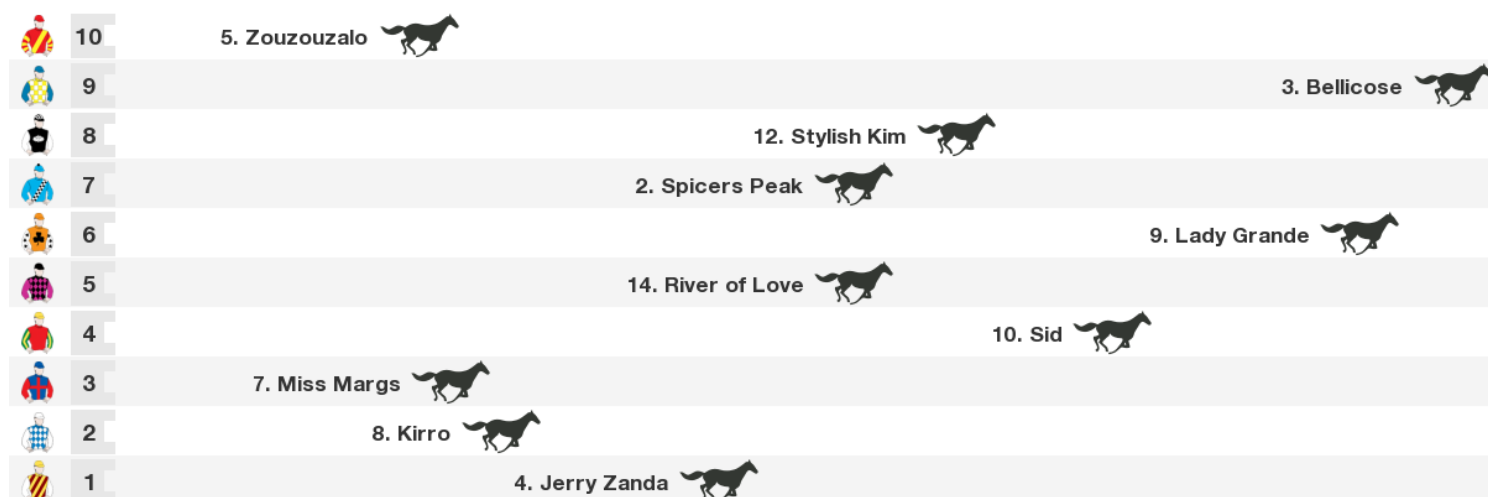 10 5. Zouzouzalo
9 3. Bellicose
8 12. Stylish Kim
7 2. Spicers Peak
6 9. Lady Grande
5 14. River of Love
4 10. Sid
3 7. Miss Margs
2 8. Kirro
1 4. Jerry Zanda